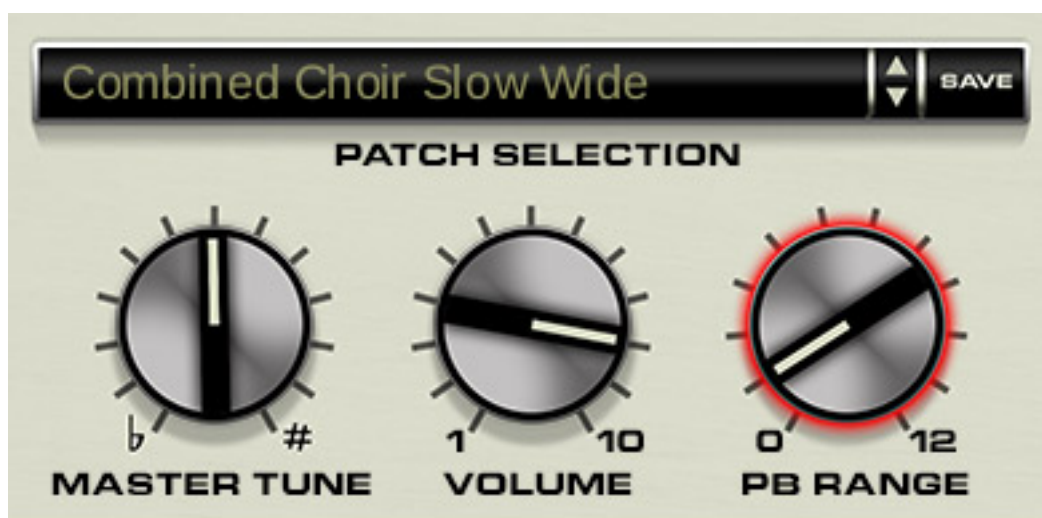 Combined Choir Slow Wide SAVE
PATCH SELECTION
♭ # 1 10 0 12
MASTER TUNE VOLUME PB RANGE